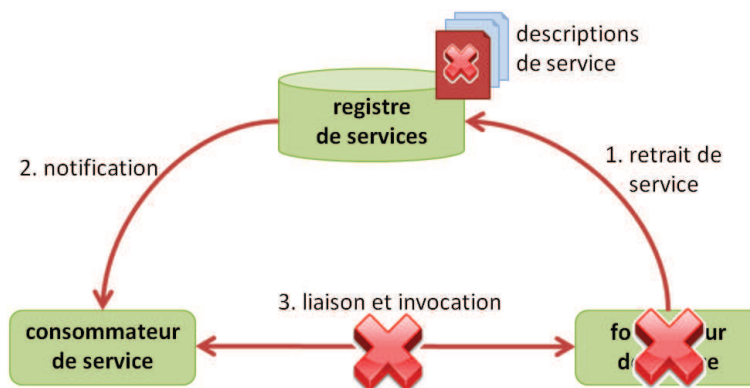 descriptions
de service
registre
de services
2. notification
1. retrait de
service
3. liaison et invocation
consommateur
de service